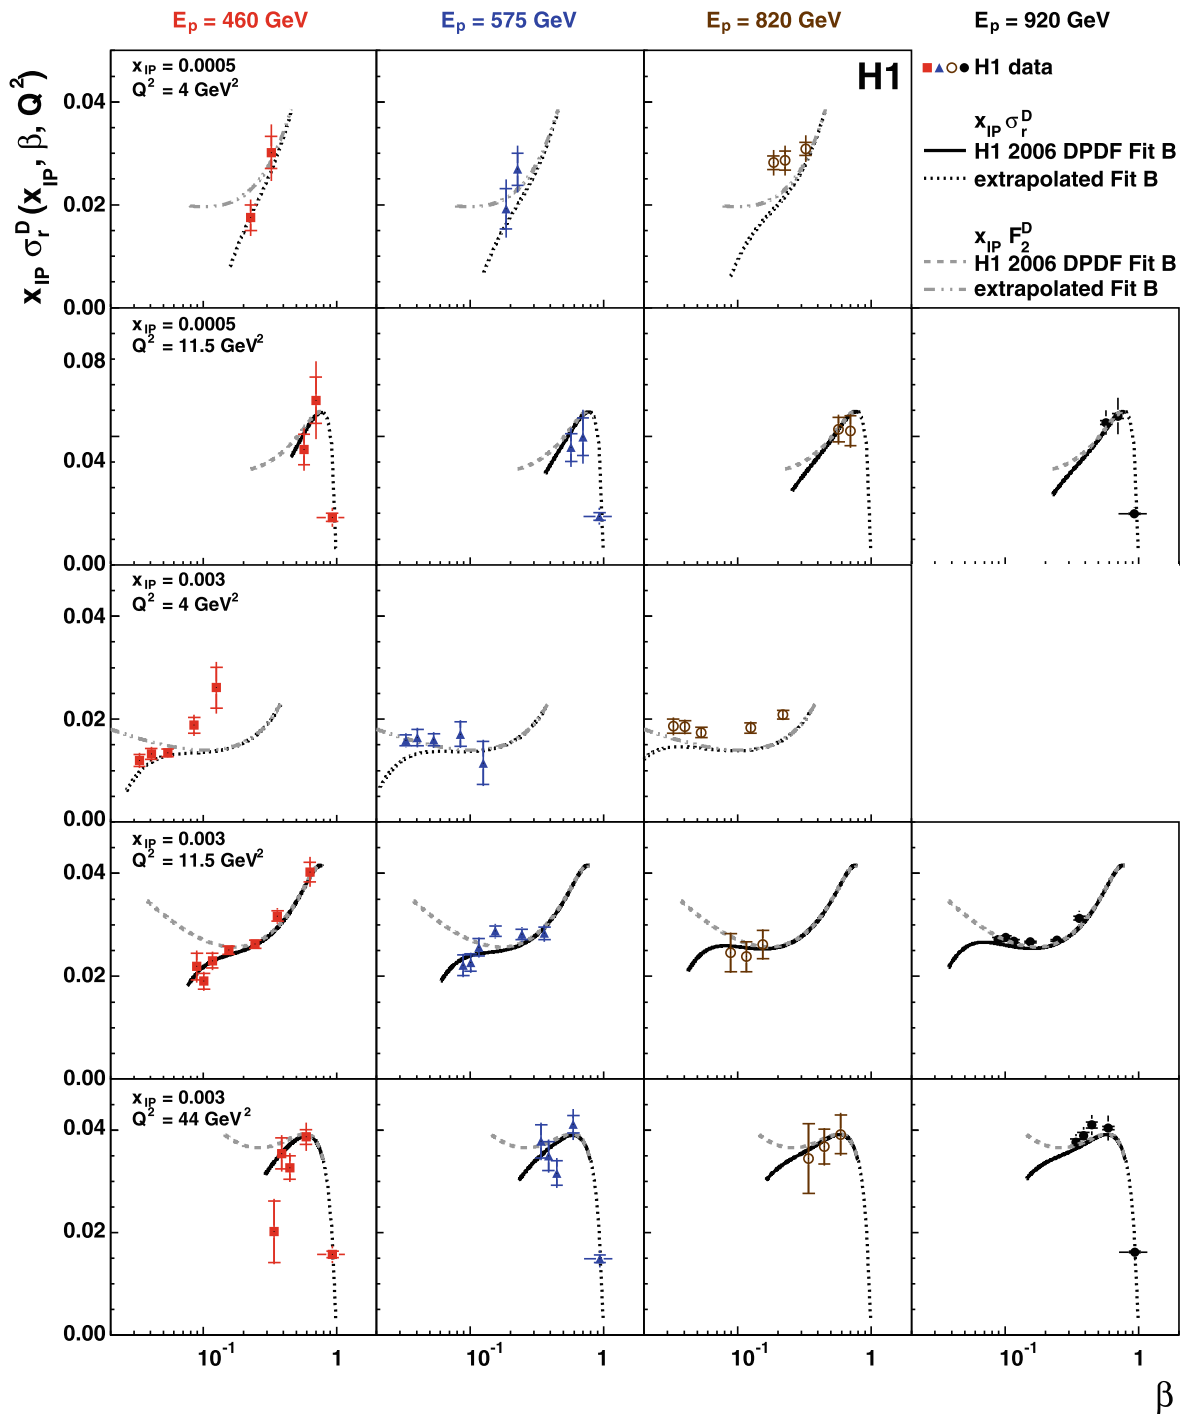 E_p = 460 GeV
E_p = 575 GeV
E_p = 820 GeV
E_p = 920 GeV
x_IP σ_r^D (x_IP, β, Q²)
x_IP = 0.0005
Q² = 4 GeV²
H1
H1 data
x_IP σ_r^D
H1 2006 DPDF Fit B
extrapolated Fit B
x_IP F_2^D
H1 2006 DPDF Fit B
extrapolated Fit B
0.04
0.02
0.00
x_IP = 0.0005
Q² = 11.5 GeV²
0.08
0.04
0.00
x_IP = 0.003
Q² = 4 GeV²
0.04
0.02
0.00
x_IP = 0.003
Q² = 11.5 GeV²
0.04
0.02
0.00
x_IP = 0.003
Q² = 44 GeV²
0.04
0.02
0.00
10⁻¹ 1 10⁻¹ 1 10⁻¹ 1 10⁻¹ 1
β